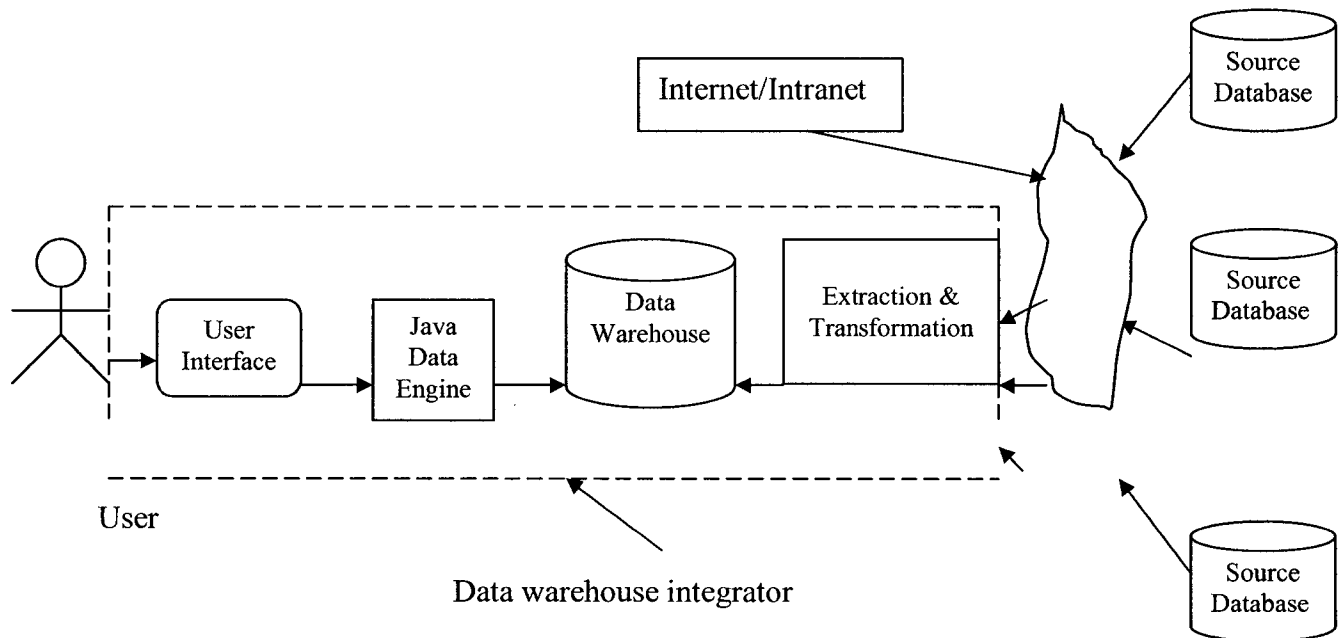 Source
Database
Internet/Intranet
User
Interface
Java
Data
Engine
Data
Warehouse
Extraction &
Transformation
Source
Database
User
Data warehouse integrator
Source
Database